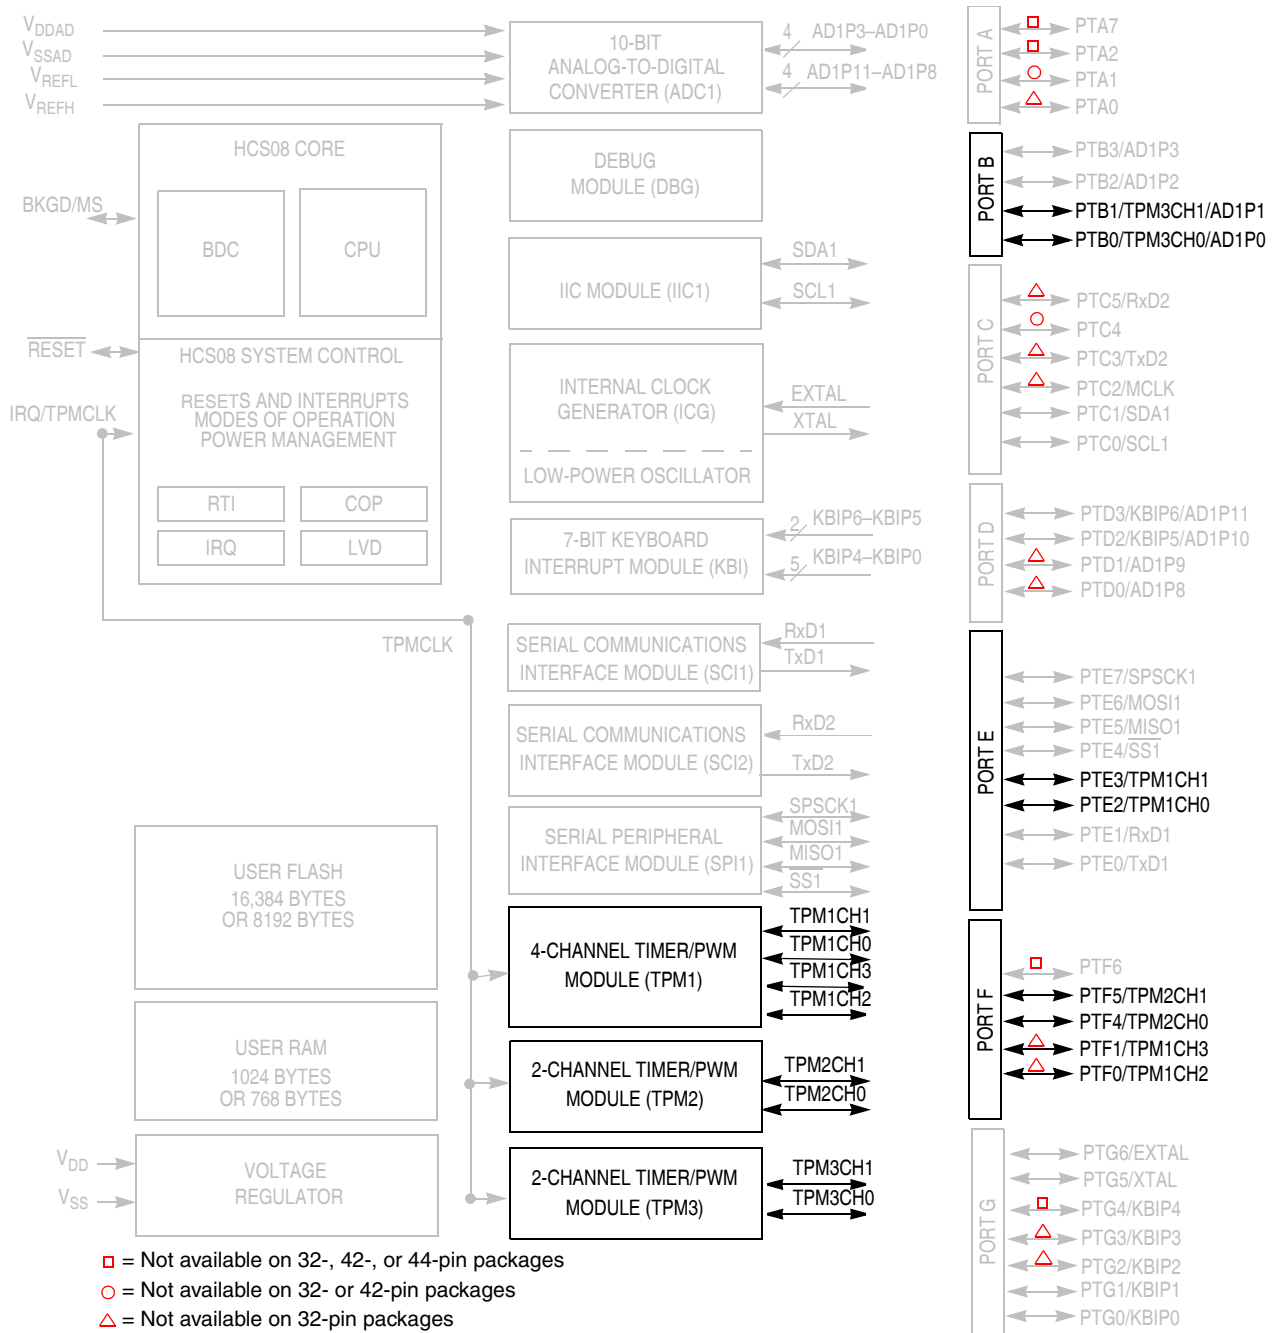 VDDAD
VSSAD
VREFL
VREFH
10-BIT
ANALOG-TO-DIGITAL
CONVERTER (ADC1)
4 AD1P3–AD1P0
4 AD1P11–AD1P8
HCS08 CORE
BDC
CPU
BKGD/MS
RESET
IRQ/TPMCLK
HCS08 SYSTEM CONTROL
RESETS AND INTERRUPTS
MODES OF OPERATION
POWER MANAGEMENT
RTI
COP
IRQ
LVD
TPMCLK
DEBUG
MODULE (DBG)
IIC MODULE (IIC1)
SDA1
SCL1
INTERNAL CLOCK
GENERATOR (ICG)
LOW-POWER OSCILLATOR
EXTAL
XTAL
7-BIT KEYBOARD
INTERRUPT MODULE (KBI)
2 KBIP6–KBIP5
5 KBIP4–KBIP0
SERIAL COMMUNICATIONS
INTERFACE MODULE (SCI1)
RxD1
TxD1
SERIAL COMMUNICATIONS
INTERFACE MODULE (SCI2)
RxD2
TxD2
SERIAL PERIPHERAL
INTERFACE MODULE (SPI1)
SPSCK1
MOSI1
MISO1
SS1
USER FLASH
16,384 BYTES
OR 8192 BYTES
USER RAM
1024 BYTES
OR 768 BYTES
VDD
VSS
VOLTAGE
REGULATOR
4-CHANNEL TIMER/PWM
MODULE (TPM1)
TPM1CH1
TPM1CH0
TPM1CH3
TPM1CH2
2-CHANNEL TIMER/PWM
MODULE (TPM2)
TPM2CH1
TPM2CH0
2-CHANNEL TIMER/PWM
MODULE (TPM3)
TPM3CH1
TPM3CH0
PORT A
PTA7
PTA2
PTA1
PTA0
PORT B
PTB3/AD1P3
PTB2/AD1P2
PTB1/TPM3CH1/AD1P1
PTB0/TPM3CH0/AD1P0
PORT C
PTC5/RxD2
PTC4
PTC3/TxD2
PTC2/MCLK
PTC1/SDA1
PTC0/SCL1
PORT D
PTD3/KBIP6/AD1P11
PTD2/KBIP5/AD1P10
PTD1/AD1P9
PTD0/AD1P8
PORT E
PTE7/SPSCK1
PTE6/MOSI1
PTE5/MISO1
PTE4/SS1
PTE3/TPM1CH1
PTE2/TPM1CH0
PTE1/RxD1
PTE0/TxD1
PORT F
PTF6
PTF5/TPM2CH1
PTF4/TPM2CH0
PTF1/TPM1CH3
PTF0/TPM1CH2
PORT G
PTG6/EXTAL
PTG5/XTAL
PTG4/KBIP4
PTG3/KBIP3
PTG2/KBIP2
PTG1/KBIP1
PTG0/KBIP0
= Not available on 32-, 42-, or 44-pin packages
= Not available on 32- or 42-pin packages
= Not available on 32-pin packages